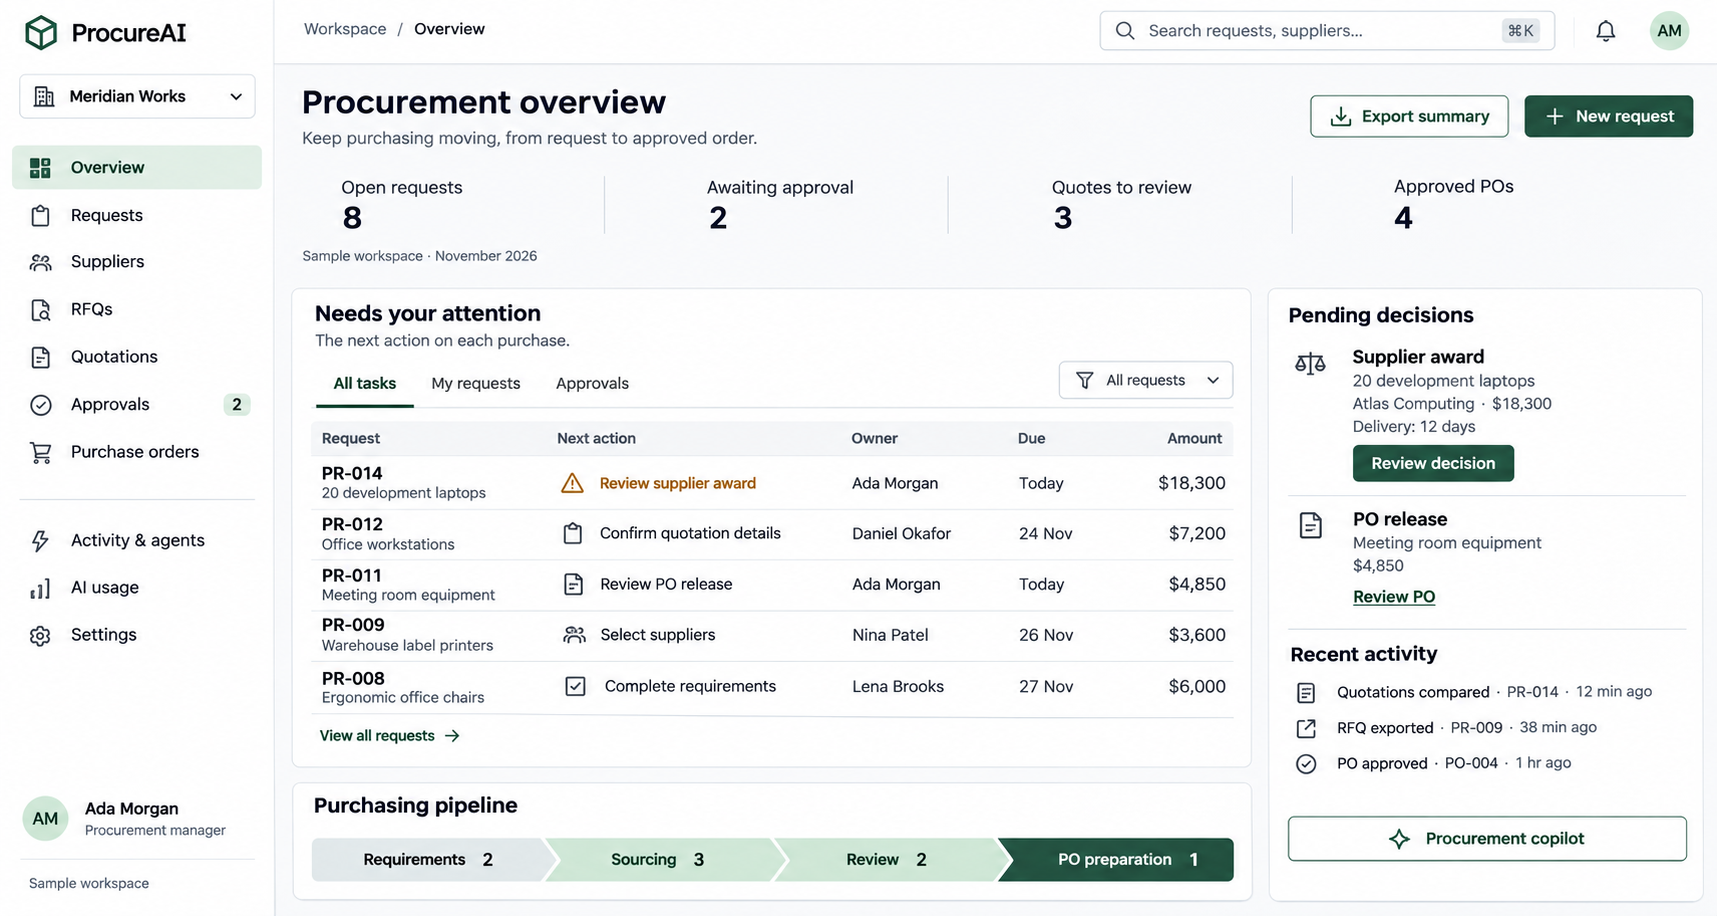 ProcureAI
Meridian Works
Overview
Requests
Suppliers
RFQs
Quotations
Approvals 2
Purchase orders
Activity & agents
AI usage
Settings
AM
Ada Morgan
Procurement manager
Sample workspace
Workspace / Overview
Search requests, suppliers... ⌘K
AM
Procurement overview
Keep purchasing moving, from request to approved order.
Export summary
+ New request
Open requests
8
Awaiting approval
2
Quotes to review
3
Approved POs
4
Sample workspace · November 2026
Needs your attention
The next action on each purchase.
All tasks My requests Approvals
All requests
Request Next action Owner Due Amount
PR-014
20 development laptops
Review supplier award Ada Morgan Today $18,300
PR-012
Office workstations
Confirm quotation details Daniel Okafor 24 Nov $7,200
PR-011
Meeting room equipment
Review PO release Ada Morgan Today $4,850
PR-009
Warehouse label printers
Select suppliers Nina Patel 26 Nov $3,600
PR-008
Ergonomic office chairs
Complete requirements Lena Brooks 27 Nov $6,000
View all requests →
Purchasing pipeline
Requirements 2 Sourcing 3 Review 2 PO preparation 1
Pending decisions
Supplier award
20 development laptops
Atlas Computing · $18,300
Delivery: 12 days
Review decision
PO release
Meeting room equipment
$4,850
Review PO
Recent activity
Quotations compared · PR-014 · 12 min ago
RFQ exported · PR-009 · 38 min ago
PO approved · PO-004 · 1 hr ago
Procurement copilot